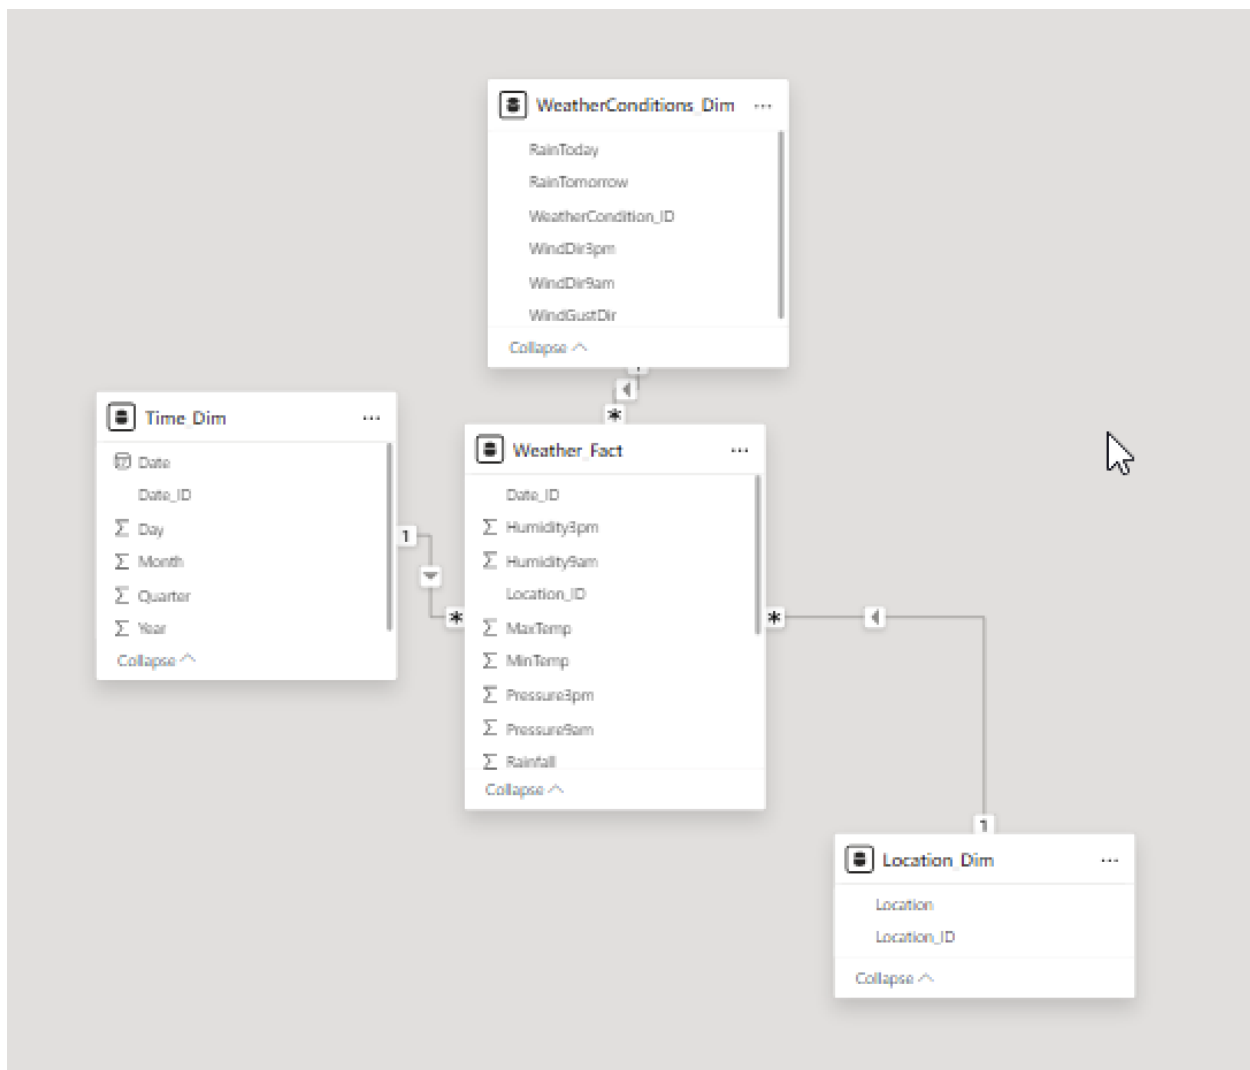 WeatherConditions_Dim ...
RainToday
RainTomorrow
WeatherCondition_ID
WindDir3pm
WindDir9am
WindGustDir
Collapse
1
*
Time_Dim ...
Date
Date_ID
Σ Day
Σ Month
Σ Quarter
Σ Year
Collapse
1
*
Weather_Fact ...
Date_ID
Σ Humidity3pm
Σ Humidity9am
Location_ID
Σ MaxTemp
Σ MinTemp
Σ Pressure3pm
Σ Pressure9am
Σ Rainfall
Collapse
*
1
Location_Dim ...
Location
Location_ID
Collapse